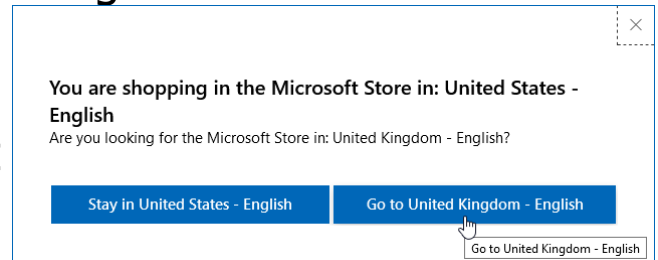 You are shopping in the Microsoft Store in: United States -
English
Are you looking for the Microsoft Store in: United Kingdom - English?
Stay in United States - English
Go to United Kingdom - English
Go to United Kingdom - English